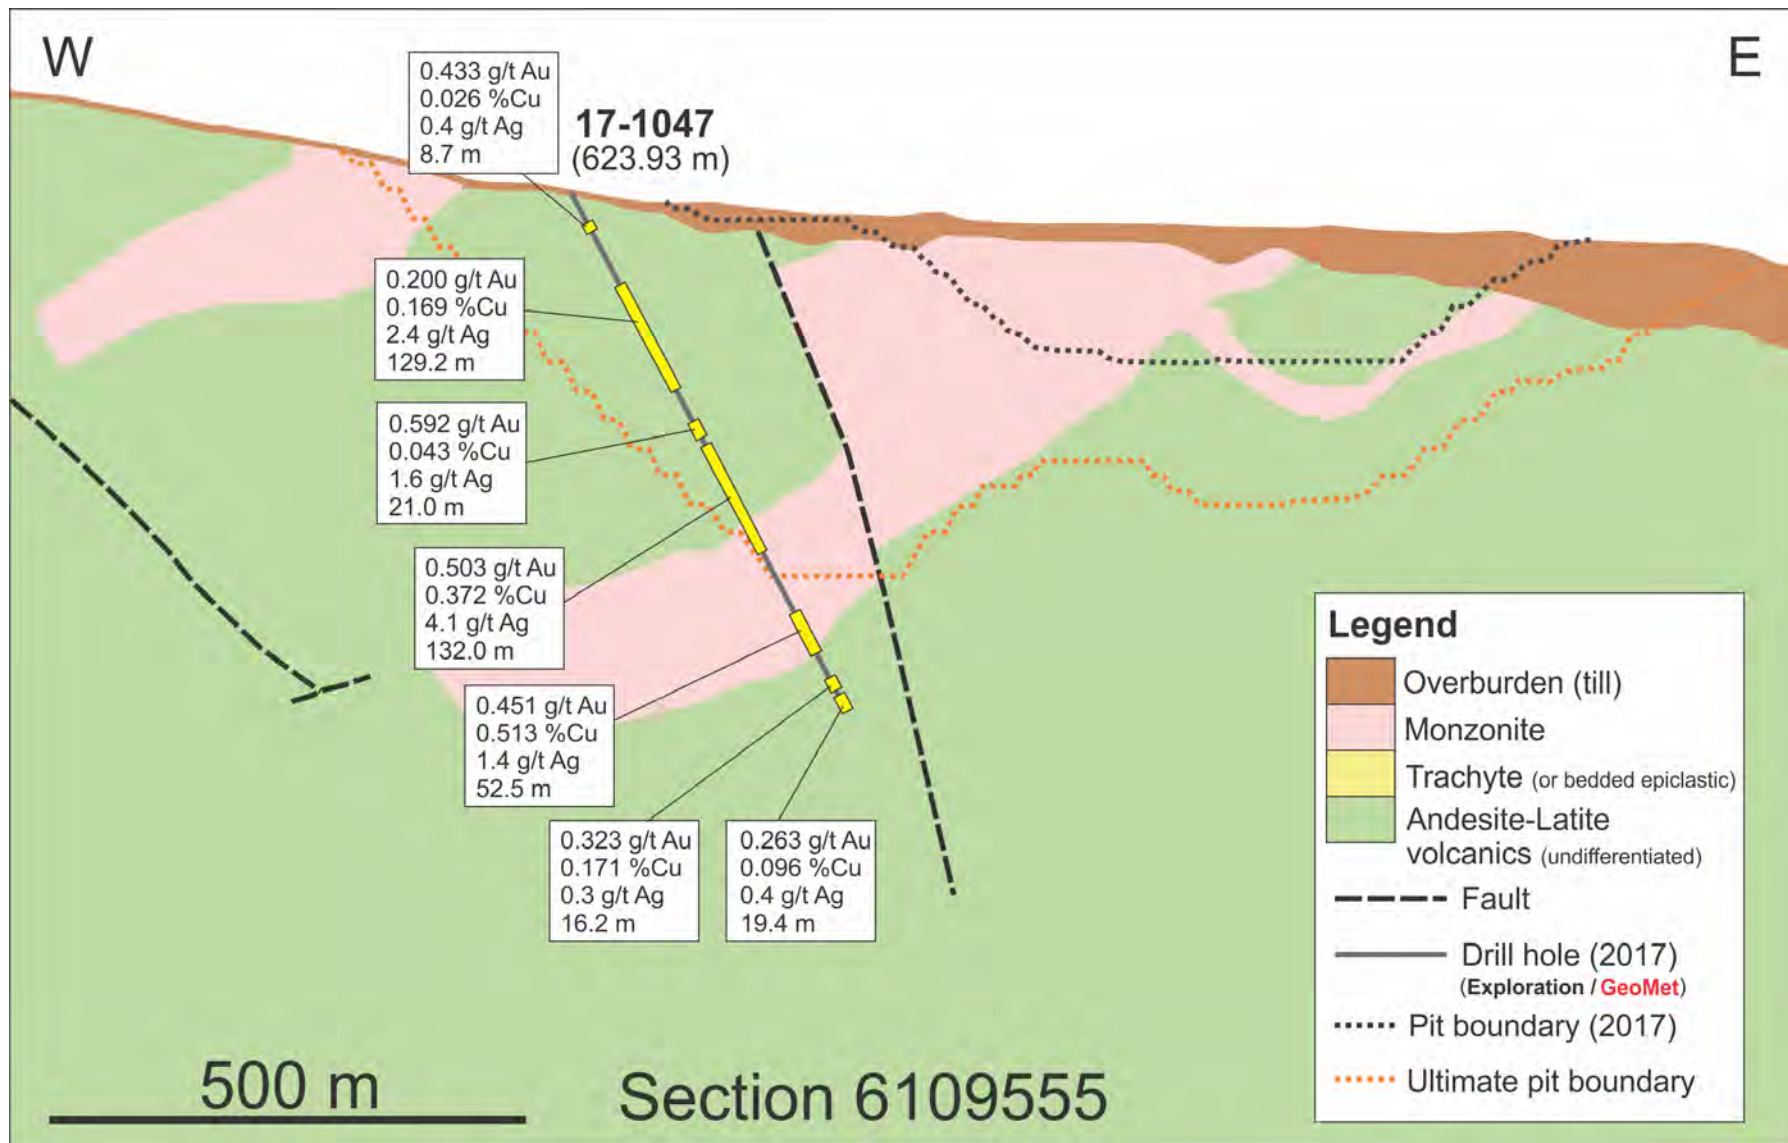 W
E
0.433 g/t Au
0.026 %Cu
0.4 g/t Ag
8.7 m
17-1047
(623.93 m)
0.200 g/t Au
0.169 %Cu
2.4 g/t Ag
129.2 m
0.592 g/t Au
0.043 %Cu
1.6 g/t Ag
21.0 m
0.503 g/t Au
0.372 %Cu
4.1 g/t Ag
132.0 m
0.451 g/t Au
0.513 %Cu
1.4 g/t Ag
52.5 m
0.323 g/t Au
0.171 %Cu
0.3 g/t Ag
16.2 m
0.263 g/t Au
0.096 %Cu
0.4 g/t Ag
19.4 m
Legend
Overburden (till)
Monzonite
Trachyte (or bedded epiclastic)
Andesite-Latite
volcanics (undifferentiated)
Fault
Drill hole (2017)
(Exploration / GeoMet)
Pit boundary (2017)
Ultimate pit boundary
500 m
Section 6109555